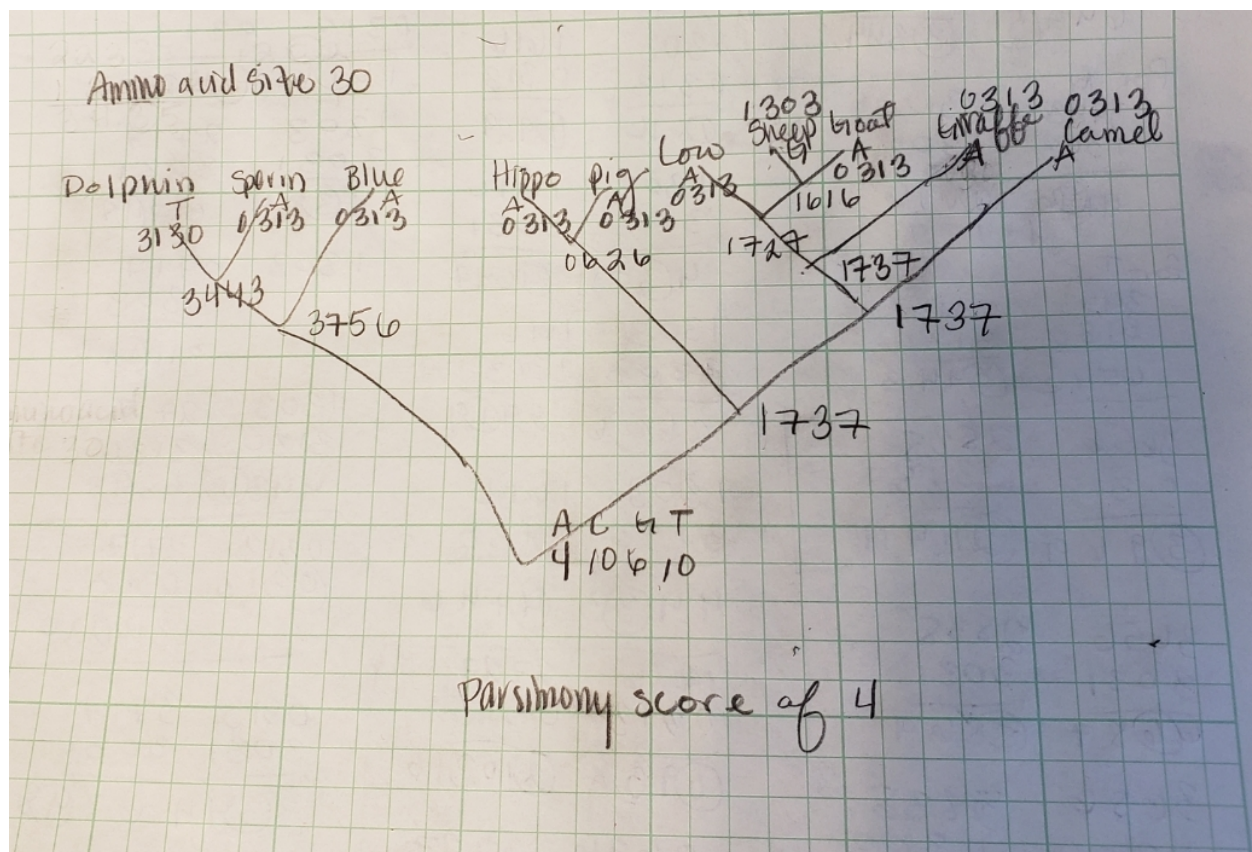 Amino acid site 30
1303 0313 0313
Sheep Goat Giraffe Camel
Cow G A A A
Dolphin Sperm Blue Hippo Pig A 0313 0313
T A A A A 1616
3130 0313 0313 0313 0313 1727 1737
3443 0626
3756 1737
1737
A C G T
4 10 6 10
Parsimony score of 4